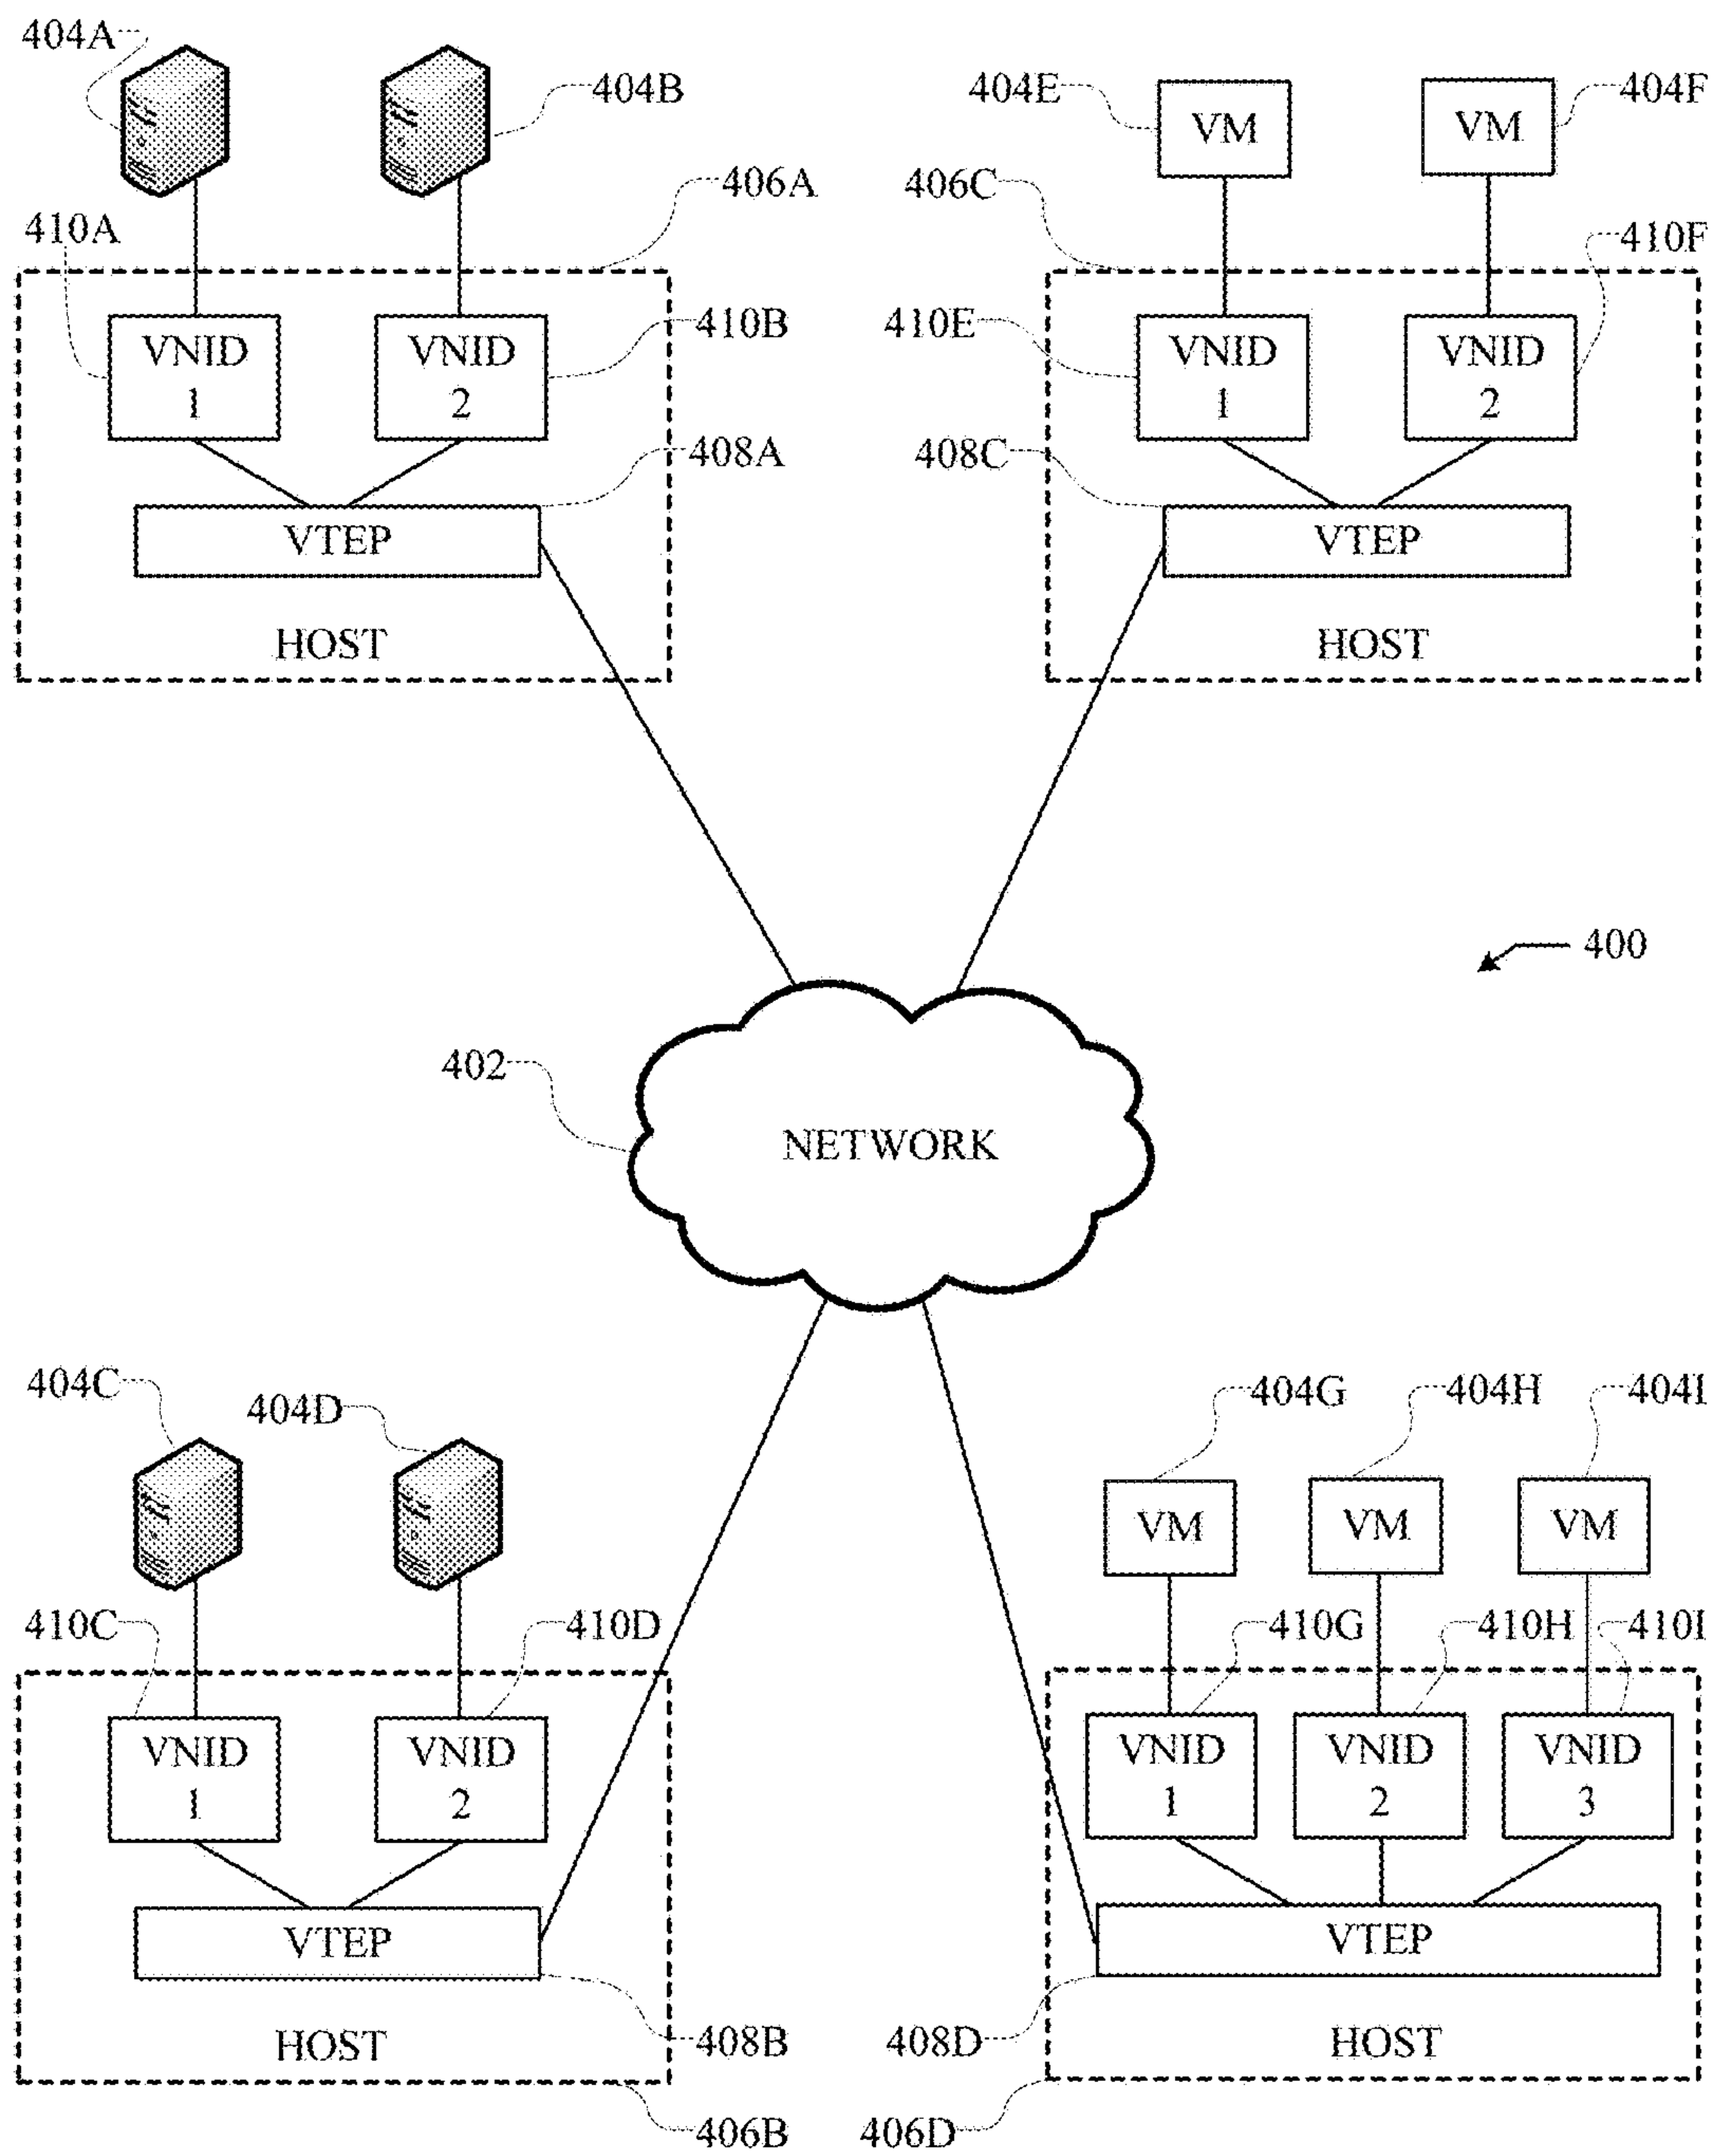 404A
404B
404E
VM
VM
404F
406A
406C
410A
410F
VNID
1
VNID
2
410B
410E
VNID
1
VNID
2
408A
408C
VTEP
VTEP
HOST
HOST
400
402
NETWORK
404C
404D
404G
404H
404I
VM
VM
VM
410C
410D
410G
410H
410I
VNID
1
VNID
2
VNID
1
VNID
2
VNID
3
VTEP
VTEP
HOST
408B
408D
HOST
406B
406D